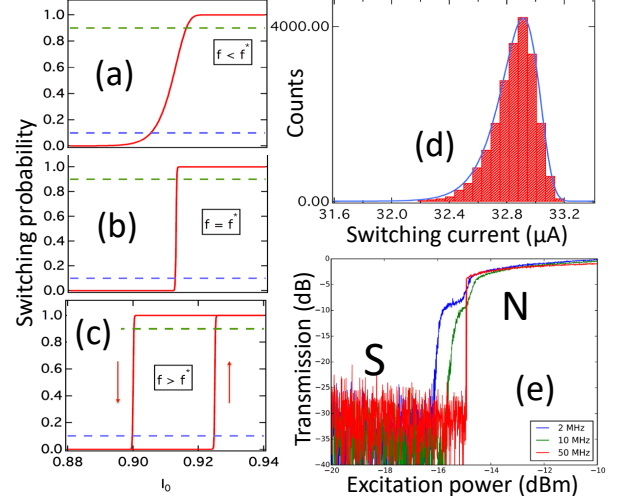 Switching probability
1.0
0.8
0.6
0.4
0.2
0.0
(a)
f < f*
1.0
0.8
0.6
0.4
0.2
0.0
(b)
f = f*
1.0
0.8
0.6
0.4
0.2
0.0
(c)
f > f*
0.88
0.90
0.92
0.94
I₀
Counts
4000.00
0.00
(d)
31.6
32.0
32.4
32.8
33.2
Switching current (μA)
Transmission (dB)
0
−5
−10
−15
−20
−25
−30
−35
−40
S
N
(e)
2 MHz
10 MHz
50 MHz
−20
−18
−16
−14
−12
−10
Excitation power (dBm)